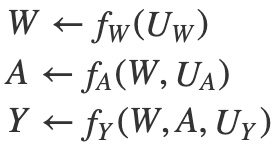 W ← f_W(U_W)
A ← f_A(W, U_A)
Y ← f_Y(W, A, U_Y)